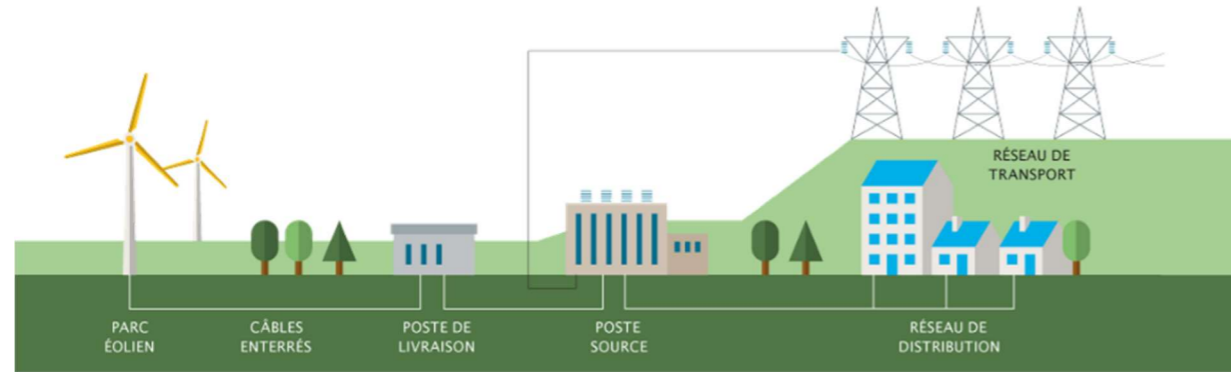 RÉSEAU DE
TRANSPORT
PARC
ÉOLIEN
CÂBLES
ENTERRÉS
POSTE DE
LIVRAISON
POSTE
SOURCE
RÉSEAU DE
DISTRIBUTION